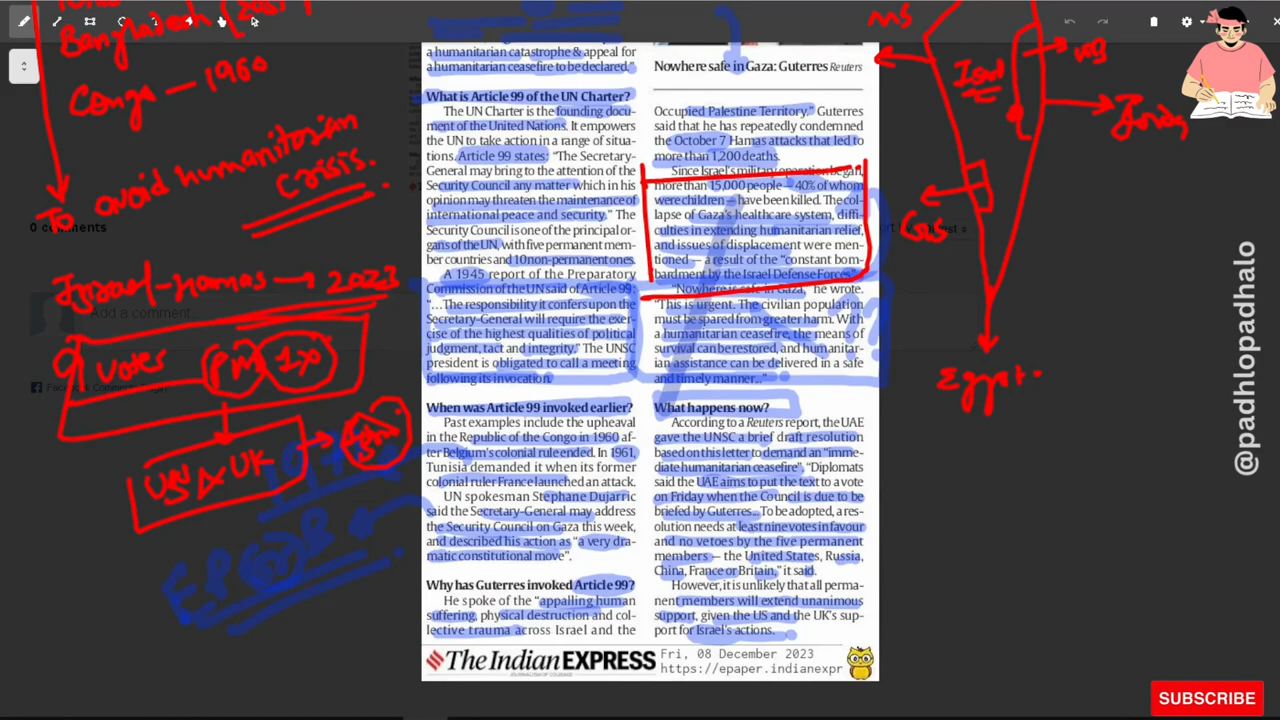 Bangladesh (1971
Congo – 1960
To avoid humanitarian
crisis.
0 comments
Israel-Hamas → 2023
Add a comment
Votes
US & UK
a humanitarian catastrophe & appeal for
a humanitarian ceasefire to be declared."
What is Article 99 of the UN Charter?
The UN Charter is the founding docu-
ment of the United Nations. It empowers
the UN to take action in a range of situa-
tions. Article 99 states: "The Secretary-
General may bring to the attention of the
Security Council any matter which in his
opinion may threaten the maintenance of
international peace and security." The
Security Council is one of the principal or-
gans of the UN, with five permanent mem-
ber countries and 10 non-permanent ones.
A 1945 report of the Preparatory
Commission of the UN said of Article 99:
"...The responsibility it confers upon the
Secretary-General will require the exer-
cise of the highest qualities of political
judgment, tact and integrity." The UNSC
president is obligated to call a meeting
following its invocation.
When was Article 99 invoked earlier?
Past examples include the upheaval
in the Republic of the Congo in 1960 af-
ter Belgium's colonial rule ended. In 1961,
Tunisia demanded it when its former
colonial ruler France launched an attack.
UN spokesman Stephane Dujarric
said the Secretary-General may address
the Security Council on Gaza this week,
and described his action as "a very dra-
matic constitutional move".
Why has Guterres invoked Article 99?
He spoke of the "appalling human
suffering, physical destruction and col-
lective trauma across Israel and the
Nowhere safe in Gaza: Guterres Reuters
Occupied Palestine Territory." Guterres
said that he has repeatedly condemned
the October 7 Hamas attacks that led to
more than 1,200 deaths.
Since Israel's military operation began,
more than 15,000 people — 40% of whom
were children — have been killed. The col-
lapse of Gaza's healthcare system, diffi-
culties in extending humanitarian relief,
and issues of displacement were men-
tioned — a result of the "constant bom-
bardment by the Israel Defense Forces".
"Nowhere is safe in Gaza," he wrote.
"This is urgent. The civilian population
must be spared from greater harm. With
a humanitarian ceasefire, the means of
survival can be restored, and humanitar-
ian assistance can be delivered in a safe
and timely manner..."
What happens now?
According to a Reuters report, the UAE
gave the UNSC a brief draft resolution
based on this letter to demand an "imme-
diate humanitarian ceasefire". "Diplomats
said the UAE aims to put the text to a vote
on Friday when the Council is due to be
briefed by Guterres... To be adopted, a res-
olution needs at least nine votes in favour
and no vetoes by the five permanent
members — the United States, Russia,
China, France or Britain," it said.
However, it is unlikely that all perma-
nent members will extend unanimous
support, given the US and the UK's sup-
port for Israel's actions.
The Indian EXPRESS
JOURNALISM OF COURAGE
Fri, 08 December 2023
https://epaper.indianexpr
MS
Israel
Jordan
Egypt.
@padhlopadhalo
SUBSCRIBE